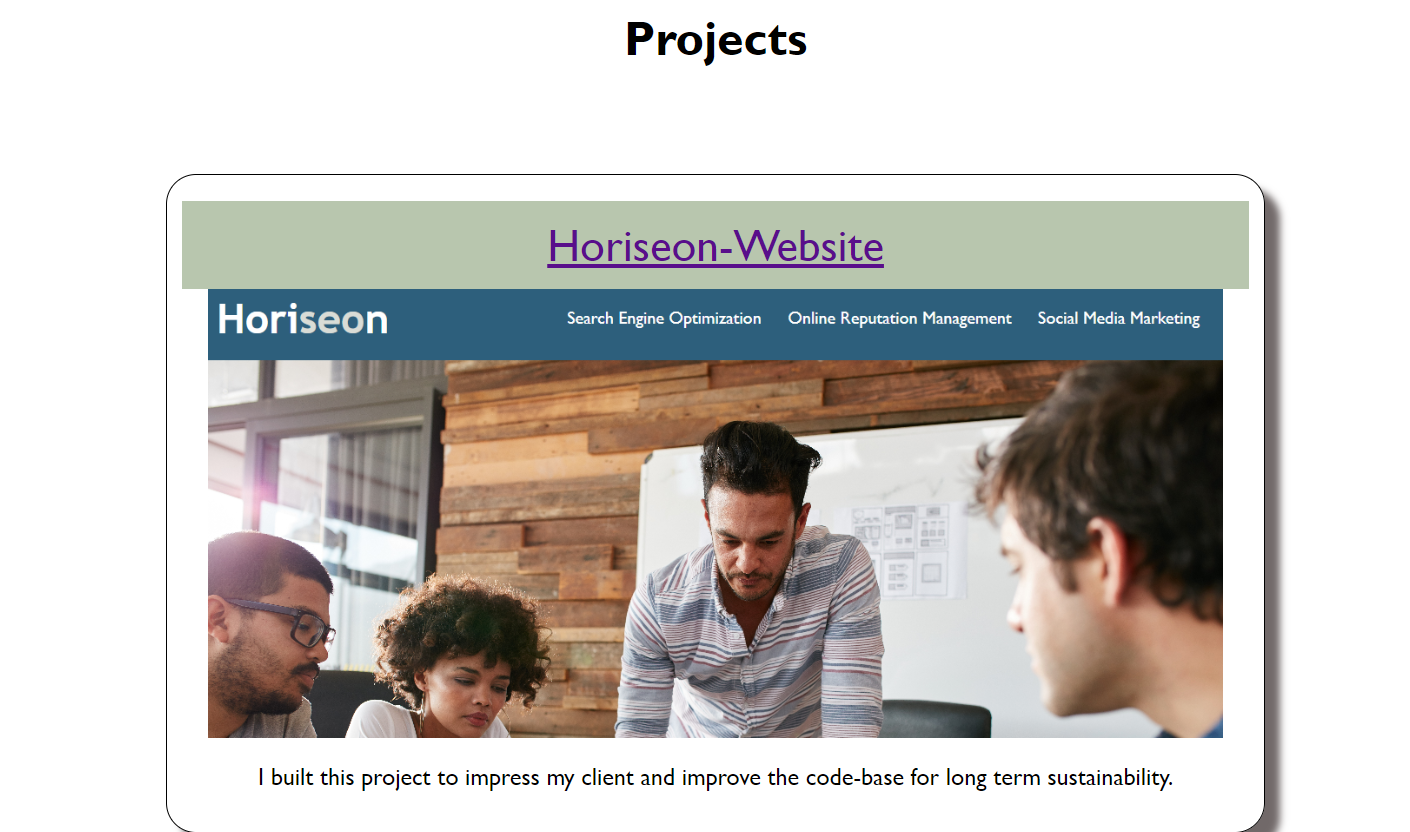 Projects
Horiseon-Website
Horiseon Search Engine Optimization Online Reputation Management Social Media Marketing
I built this project to impress my client and improve the code-base for long term sustainability.